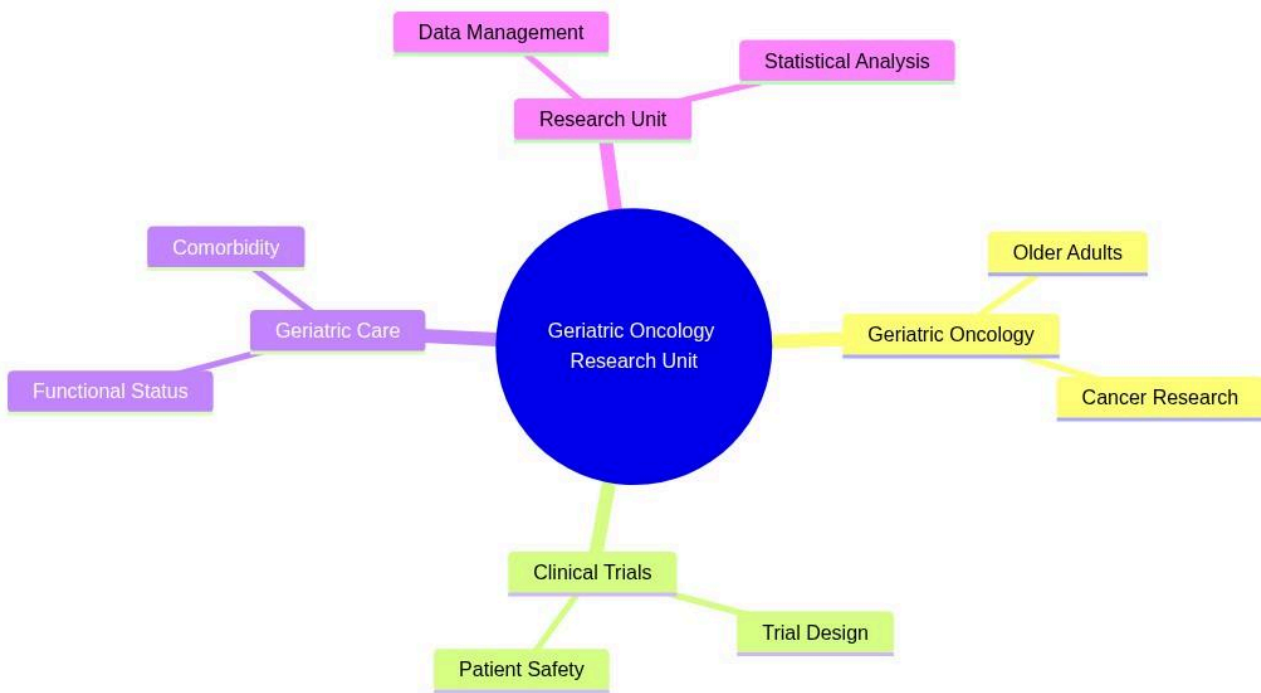 Data Management
Statistical Analysis
Research Unit
Comorbidity
Older Adults
Geriatric Care
Geriatric Oncology
Research Unit
Geriatric Oncology
Functional Status
Cancer Research
Clinical Trials
Trial Design
Patient Safety